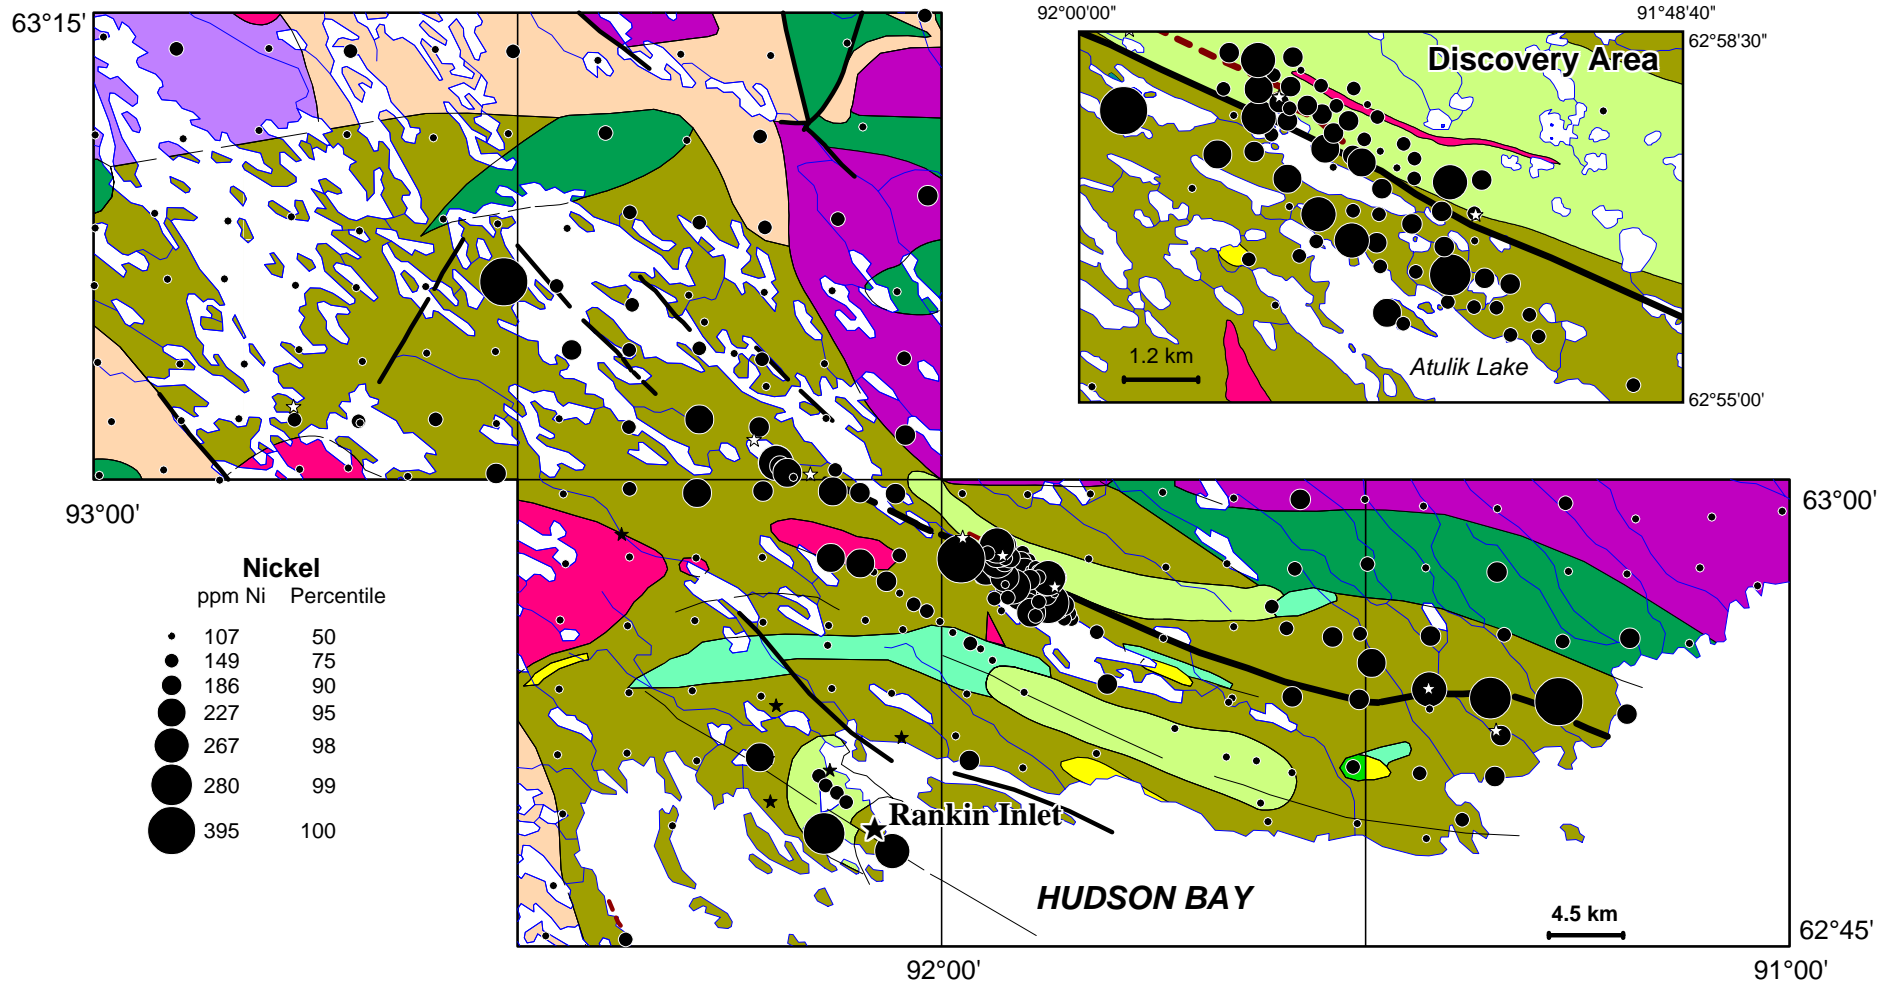 63°15'
92°00'00"
91°48'40"
62°58'30"
Discovery Area
1.2 km
Atulik Lake
62°55'00'
93°00'
63°00'
Nickel
ppm Ni Percentile
107 50
149 75
186 90
227 95
267 98
280 99
395 100
Rankin Inlet
HUDSON BAY
4.5 km
62°45'
92°00'
91°00'